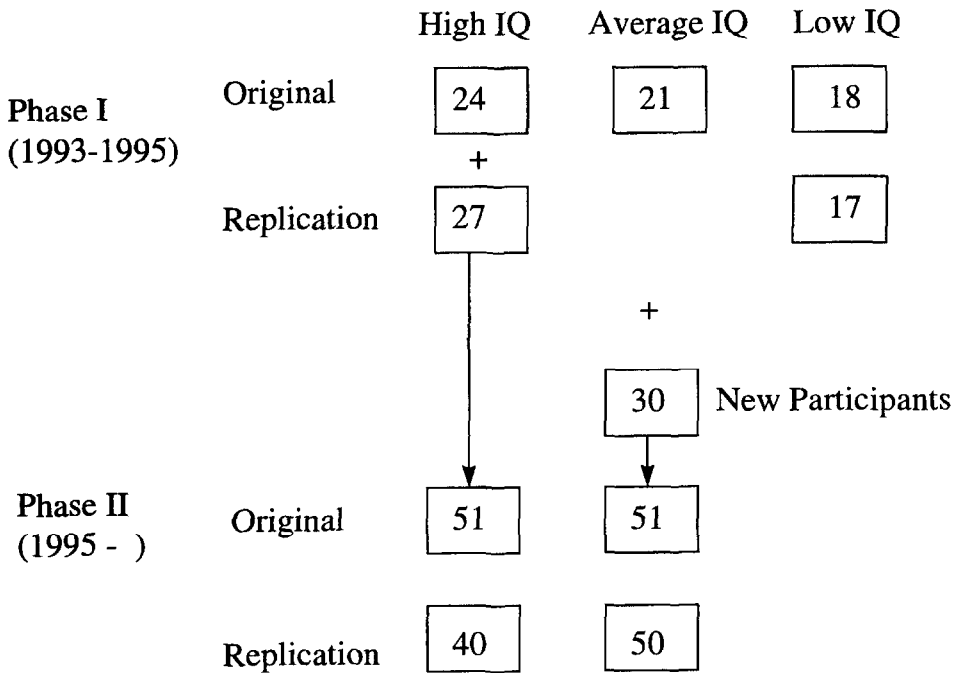 High IQ Average IQ Low IQ
Phase I
(1993-1995)
Original 24 21 18
+
Replication 27 17
+
30 New Participants
Phase II
(1995 - )
Original 51 51
Replication 40 50